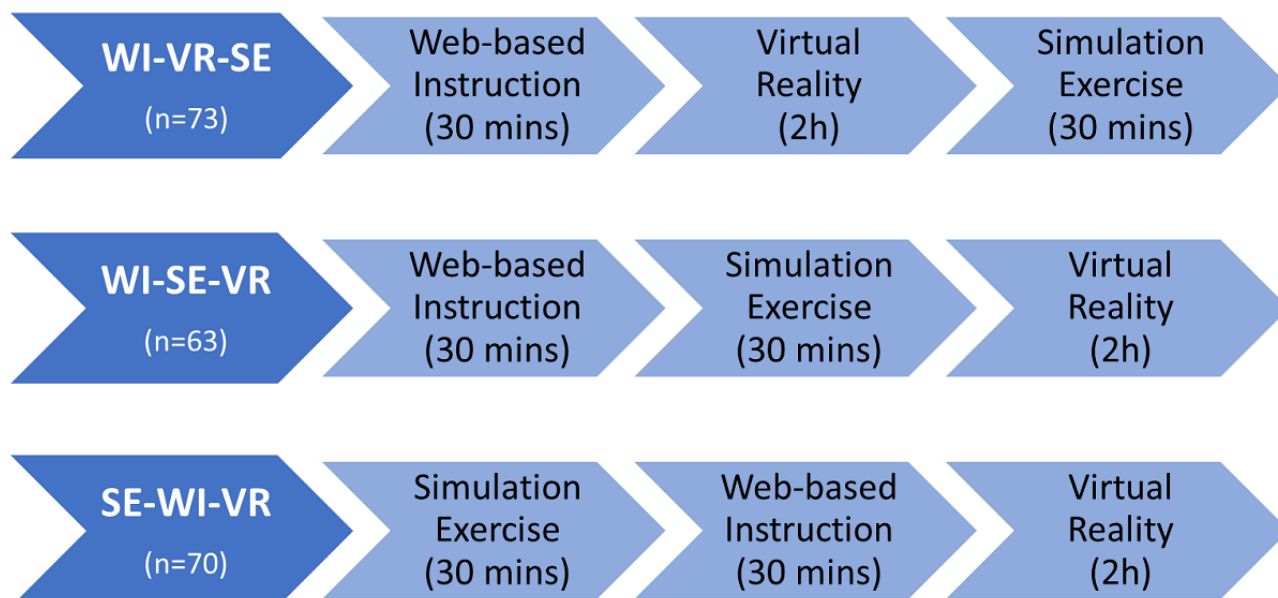 WI-VR-SE
(n=73)
Web-based
Instruction
(30 mins)
Virtual
Reality
(2h)
Simulation
Exercise
(30 mins)
WI-SE-VR
(n=63)
Web-based
Instruction
(30 mins)
Simulation
Exercise
(30 mins)
Virtual
Reality
(2h)
SE-WI-VR
(n=70)
Simulation
Exercise
(30 mins)
Web-based
Instruction
(30 mins)
Virtual
Reality
(2h)